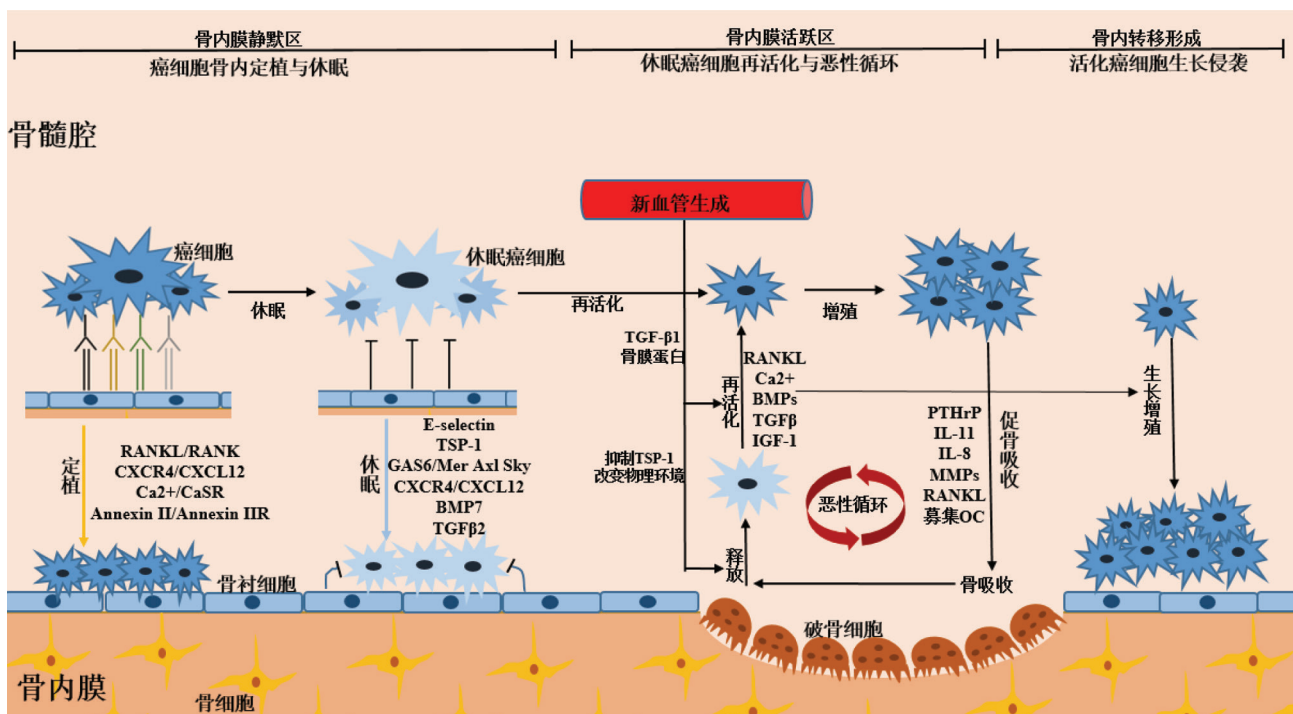 骨内膜静默区
癌细胞骨内定植与休眠
骨内膜活跃区
休眠癌细胞再活化与恶性循环
骨内转移形成
活化癌细胞生长侵袭
骨髓腔
新血管生成
癌细胞
休眠癌细胞
休眠
再活化
增殖
TGF-β1
骨膜蛋白
再活化
RANKL
Ca2+
BMPs
TGFβ
IGF-1
生长增殖
定植
RANKL/RANK
CXCR4/CXCL12
Ca2+/CaSR
Annexin II/Annexin IIR
休眠
E-selectin
TSP-1
GAS6/Mer Axl Sky
CXCR4/CXCL12
BMP7
TGFβ2
抑制TSP-1
改变物理环境
恶性循环
PTHrP
IL-11
IL-8
MMPs
RANKL
募集OC
促骨吸收
释放
骨吸收
骨衬细胞
破骨细胞
骨内膜
骨细胞